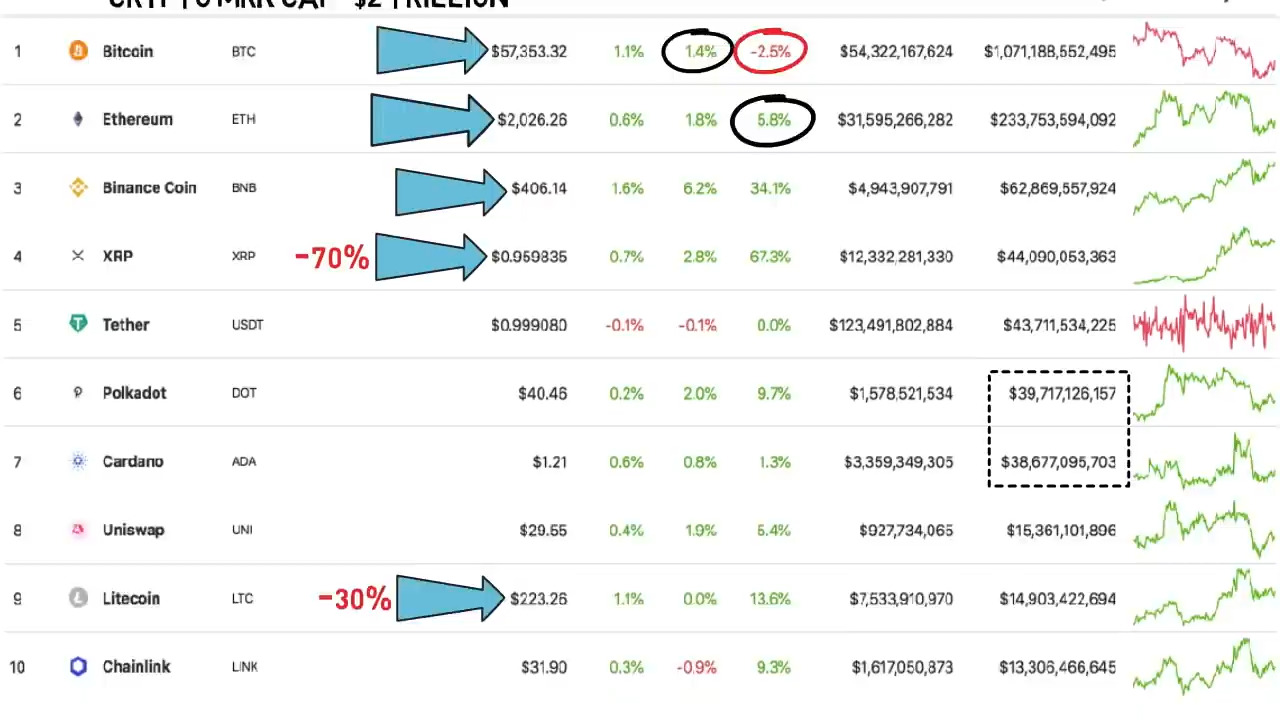 CRYPTO MRK CAP - $2 TRILLION
1 Bitcoin BTC $57,353.32 1.1% 1.4% -2.5% $54,322,167,624 $1,071,188,552,495
2 Ethereum ETH $2,026.26 0.6% 1.8% 5.8% $31,595,266,282 $233,753,594,092
3 Binance Coin BNB $406.14 1.6% 6.2% 34.1% $4,943,907,791 $62,869,557,924
4 XRP XRP -70% $0.959835 0.7% 2.8% 67.3% $12,332,281,330 $44,090,053,363
5 Tether USDT $0.999080 -0.1% -0.1% 0.0% $123,491,802,884 $43,711,534,225
6 Polkadot DOT $40.46 0.2% 2.0% 9.7% $1,578,521,534 $39,717,126,157
7 Cardano ADA $1.21 0.6% 0.8% 1.3% $3,359,349,305 $38,677,095,703
8 Uniswap UNI $29.55 0.4% 1.9% 5.4% $927,734,065 $15,361,101,896
9 Litecoin LTC -30% $223.26 1.1% 0.0% 13.6% $7,533,910,970 $14,903,422,694
10 Chainlink LINK $31.90 0.3% -0.9% 9.3% $1,617,050,873 $13,306,466,645